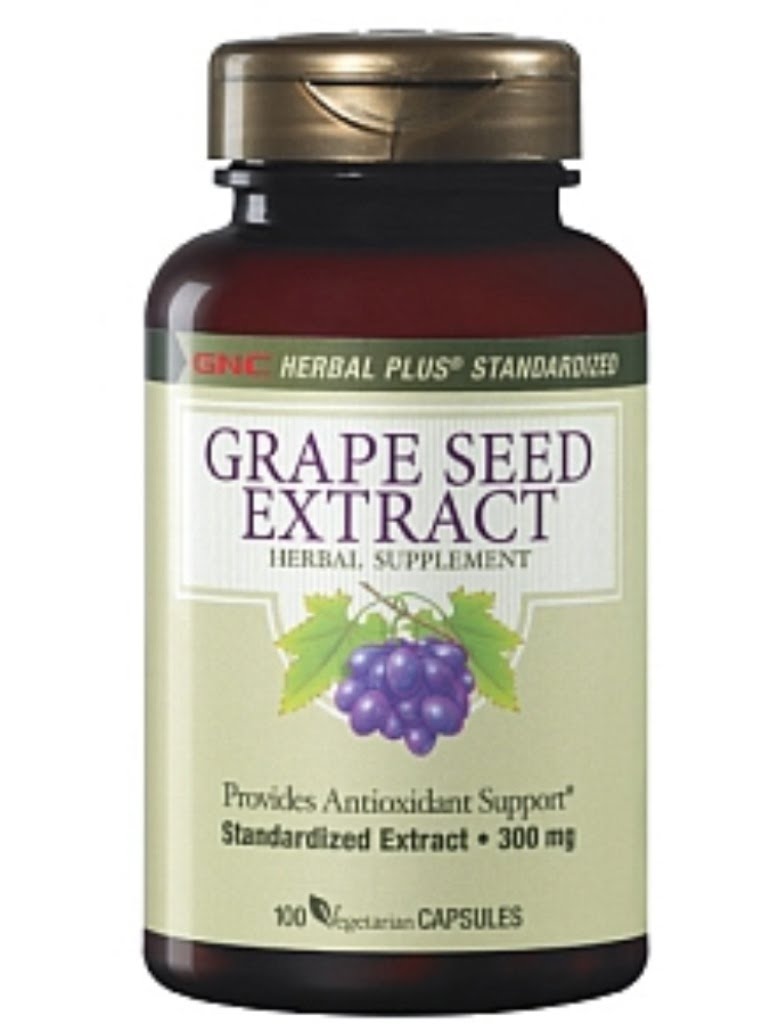 GNC HERBAL PLUS® STANDARDIZED
GRAPE SEED
EXTRACT
HERBAL SUPPLEMENT
Provides Antioxidant Support*
Standardized Extract • 300 mg
100 Vegetarian CAPSULES